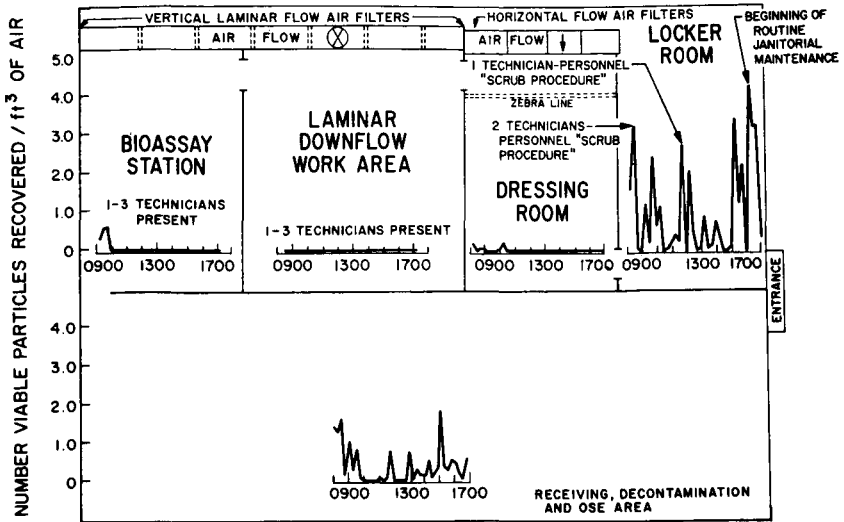 NUMBER VIABLE PARTICLES RECOVERED / ft³ OF AIR
VERTICAL LAMINAR FLOW AIR FILTERS
HORIZONTAL FLOW AIR FILTERS
BEGINNING OF
ROUTINE
JANITORIAL
MAINTENANCE
AIR FLOW
AIR FLOW
LOCKER
ROOM
1 TECHNICIAN-PERSONNEL
"SCRUB PROCEDURE"
ZEBRA LINE
2 TECHNICIANS-
PERSONNEL "SCRUB
PROCEDURE"
BIOASSAY
STATION
LAMINAR
DOWNFLOW
WORK AREA
DRESSING
ROOM
1-3 TECHNICIANS
PRESENT
1-3 TECHNICIANS PRESENT
5.0
4.0
3.0
2.0
1.0
0
0900 1300 1700
0900 1300 1700
0900 1300 1700
0900 1300 1700
ENTRANCE
4.0
3.0
2.0
1.0
0
0900 1300 1700
RECEIVING, DECONTAMINATION
AND OSE AREA